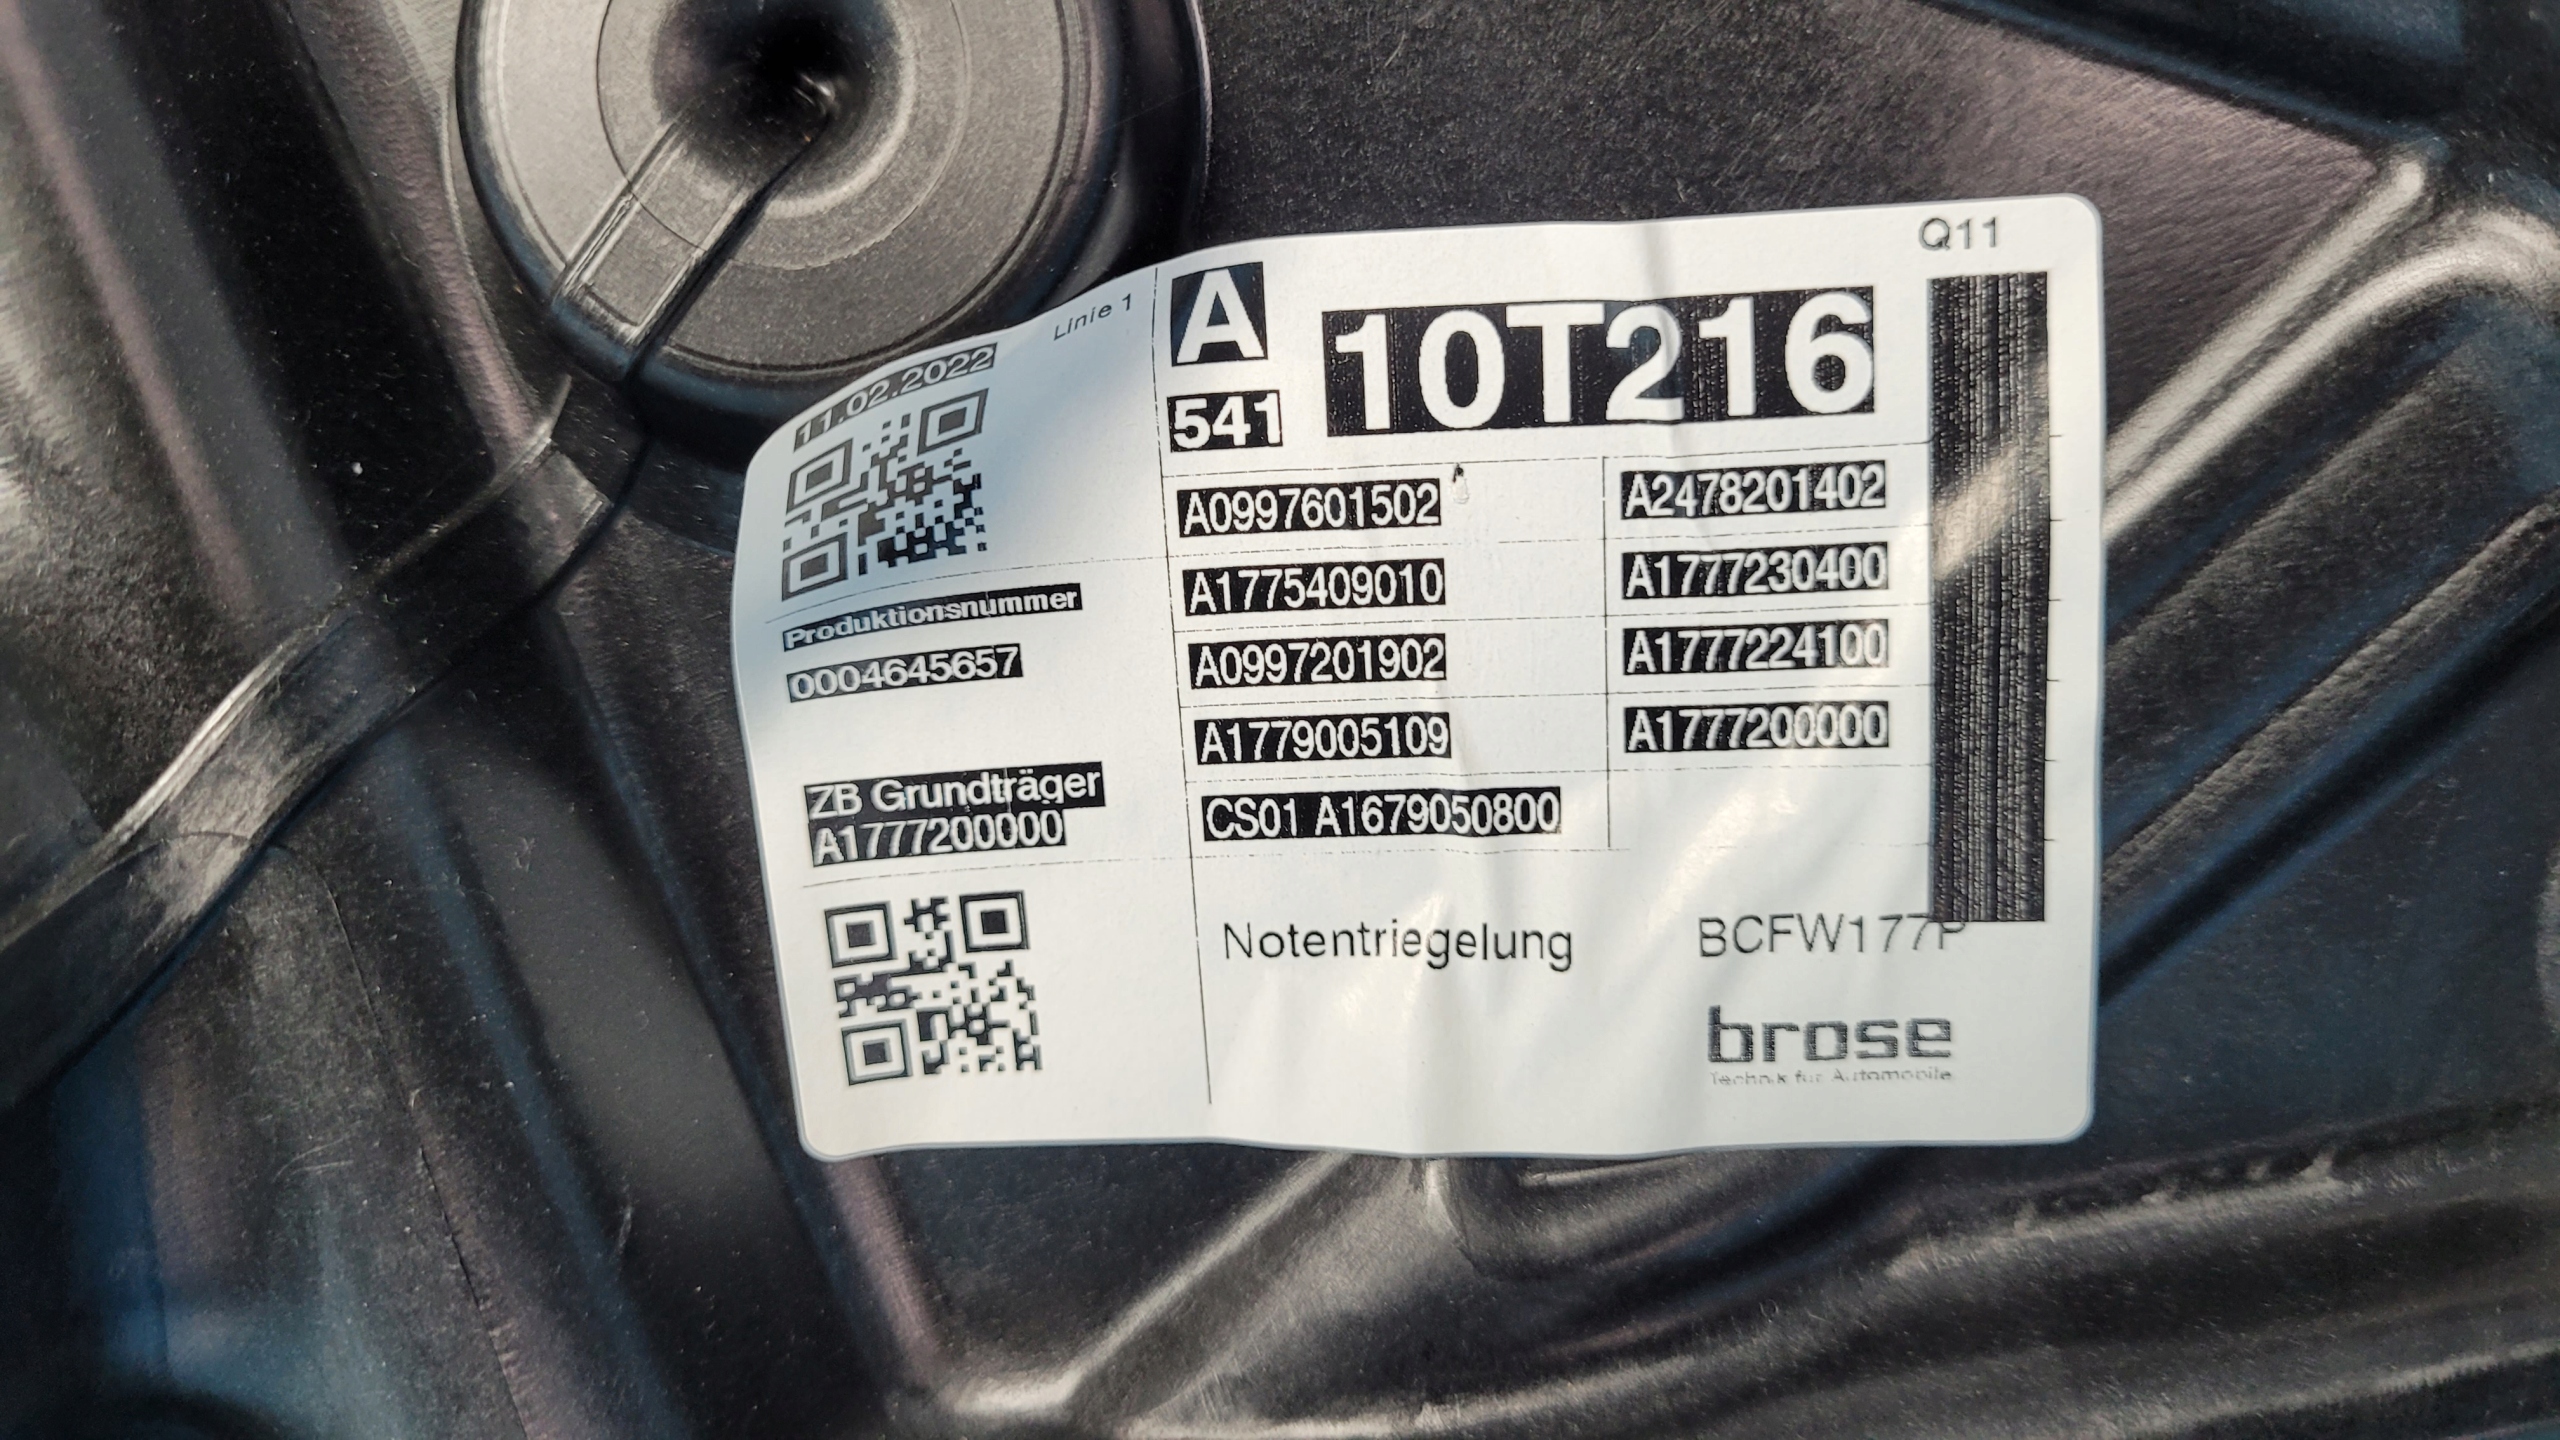 Q11
Linie 1
11.02.2022
A
541
10T216
Produktionsnummer
0004645657
ZB Grundträger
A1777200000
A0997601502
A1775409010
A0997201902
A1779005109
CS01 A1679050800
A2478201402
A1777230400
A1777224100
A1777200000
Notentriegelung
BCFW177P
brose
Technik für Automobile